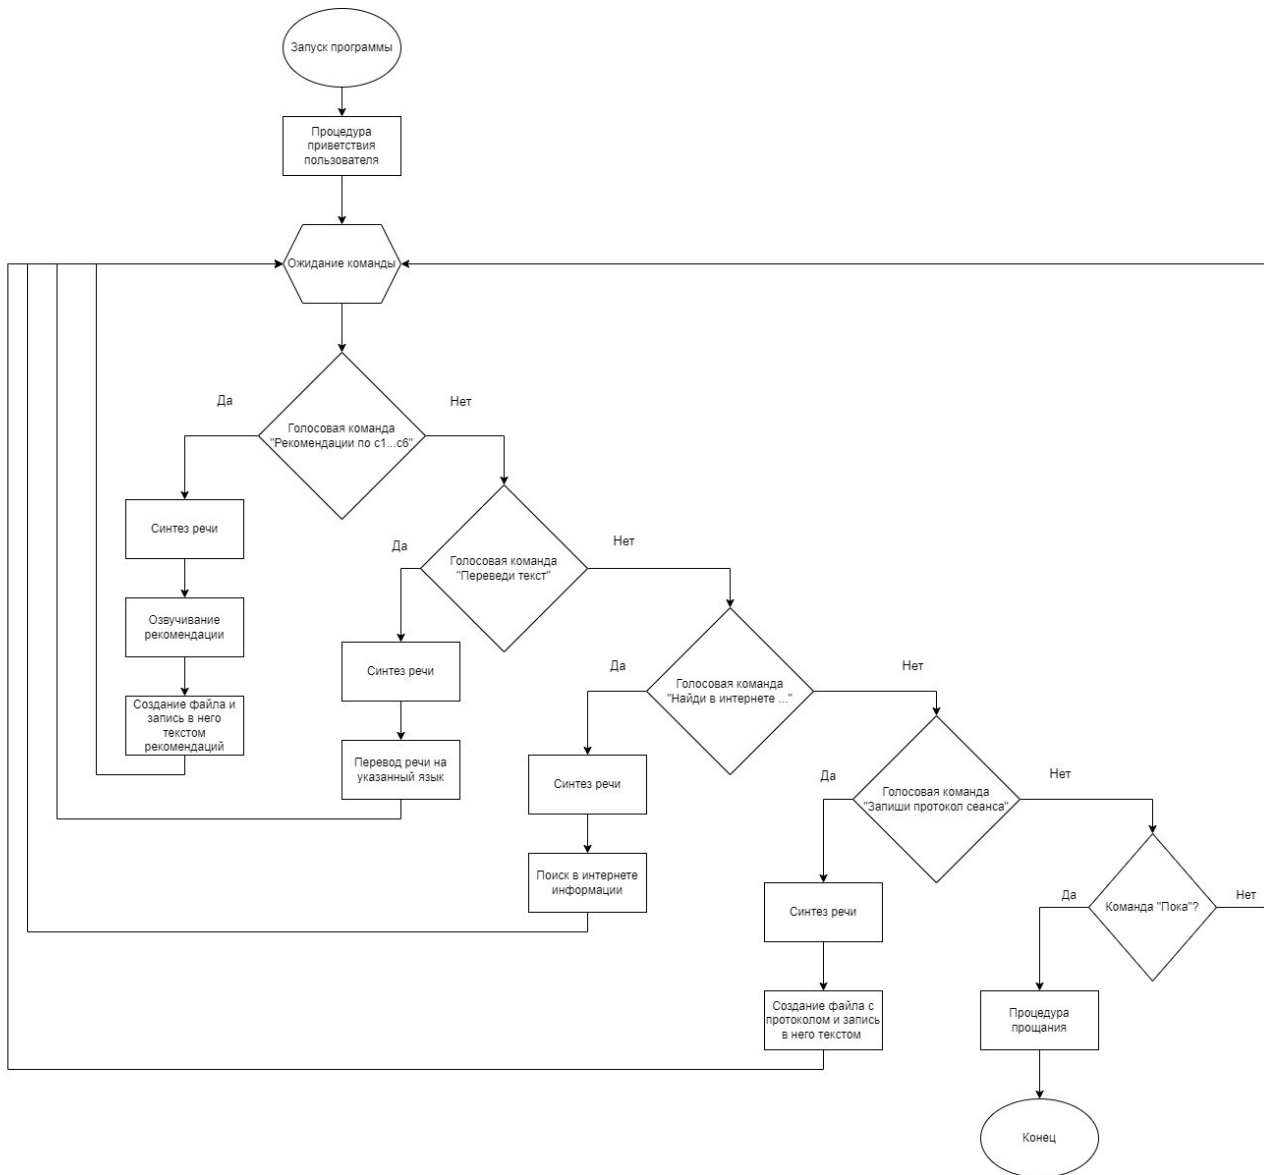 Запуск программы
Процедура
приветствия
пользователя
Ожидание команды
Да
Нет
Голосовая команда
"Рекомендации по с1...с6"
Синтез речи
Озвучивание
рекомендации
Создание файла и
запись в него
текстом
рекомендаций
Да
Нет
Голосовая команда
"Переведи текст"
Синтез речи
Перевод речи на
указанный язык
Да
Нет
Голосовая команда
"Найди в интернете ..."
Синтез речи
Поиск в интернете
информации
Да
Нет
Голосовая команда
"Запиши протокол сеанса"
Синтез речи
Создание файла с
протоколом и запись
в него текстом
Да
Нет
Команда "Пока"?
Процедура
прощания
Конец